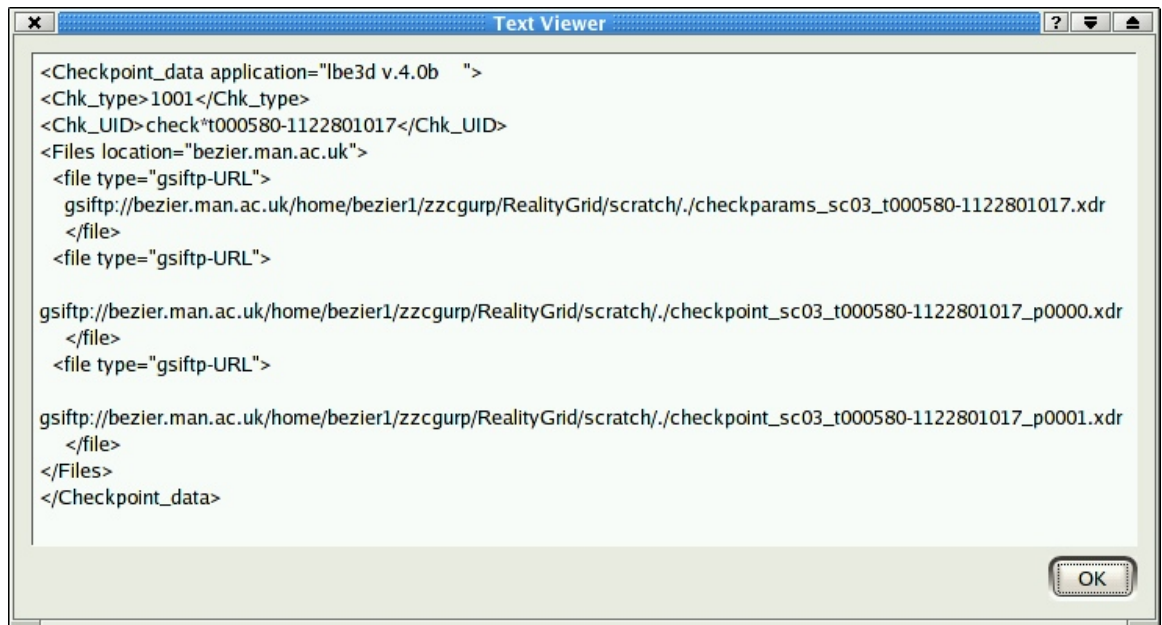 Text Viewer
?
<Checkpoint_data application="lbe3d v.4.0b    ">
<Chk_type>1001</Chk_type>
<Chk_UID>check*t000580-1122801017</Chk_UID>
<Files location="bezier.man.ac.uk">
  <file type="gsiftp-URL">
    gsiftp://bezier.man.ac.uk/home/bezier1/zzcgurp/RealityGrid/scratch/./checkparams_sc03_t000580-1122801017.xdr
    </file>
  <file type="gsiftp-URL">
gsiftp://bezier.man.ac.uk/home/bezier1/zzcgurp/RealityGrid/scratch/./checkpoint_sc03_t000580-1122801017_p0000.xdr
    </file>
  <file type="gsiftp-URL">
gsiftp://bezier.man.ac.uk/home/bezier1/zzcgurp/RealityGrid/scratch/./checkpoint_sc03_t000580-1122801017_p0001.xdr
    </file>
</Files>
</Checkpoint_data>
OK